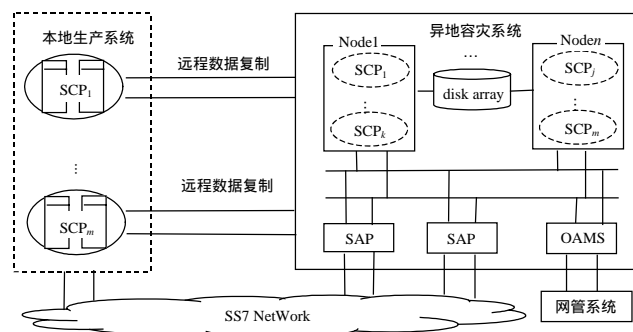 本地生产系统
SCP1
⋮
SCPm
远程数据复制
远程数据复制
异地容灾系统
Node1
…
Noden
SCP1
⋮
SCPk
disk array
SCPj
⋮
SCPm
SAP
SAP
OAMS
SS7 NetWork
网管系统